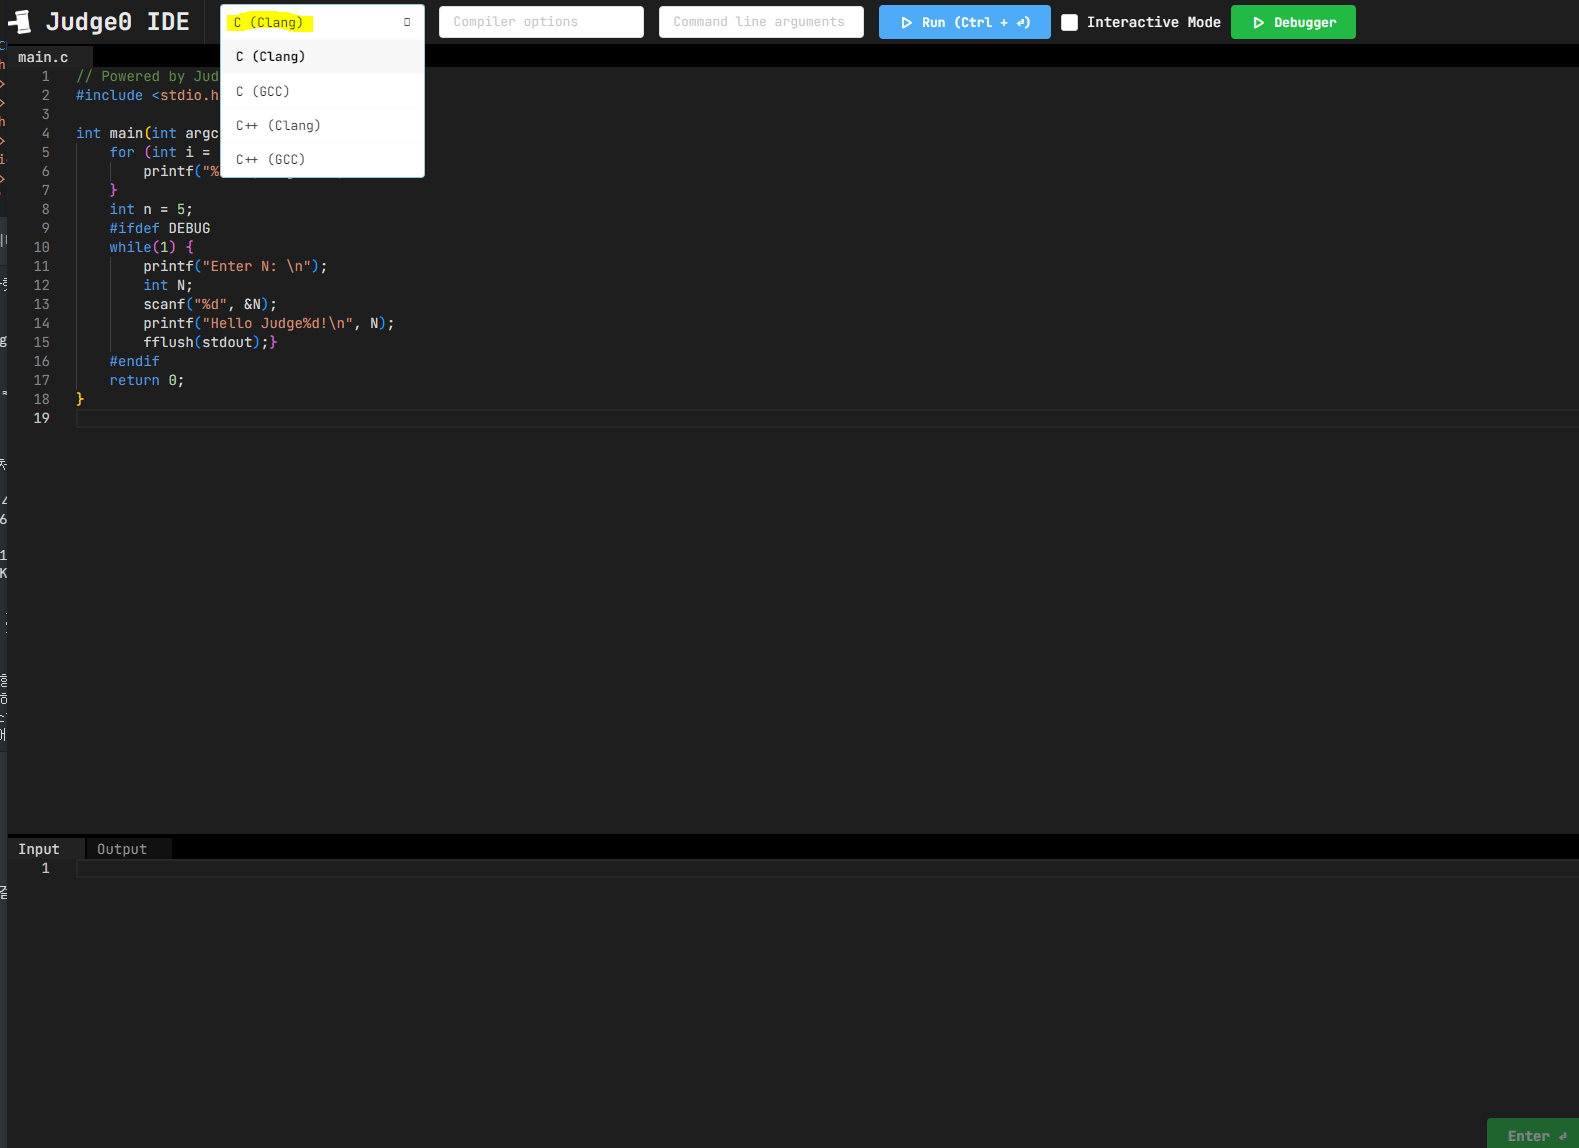 Judge0 IDE
C (Clang)
Compiler options
Command line arguments
Run (Ctrl + ⏎)
Interactive Mode
Debugger
C (Clang)
C (GCC)
C++ (Clang)
C++ (GCC)
main.c
1 // Powered by Jud
2 #include <stdio.h
3
4 int main(int argc
5 for (int i =
6 printf("%
7 }
8 int n = 5;
9 #ifdef DEBUG
10 while(1) {
11 printf("Enter N: \n");
12 int N;
13 scanf("%d", &N);
14 printf("Hello Judge%d!\n", N);
15 fflush(stdout);}
16 #endif
17 return 0;
18 }
19
Input Output
1
Enter ⏎